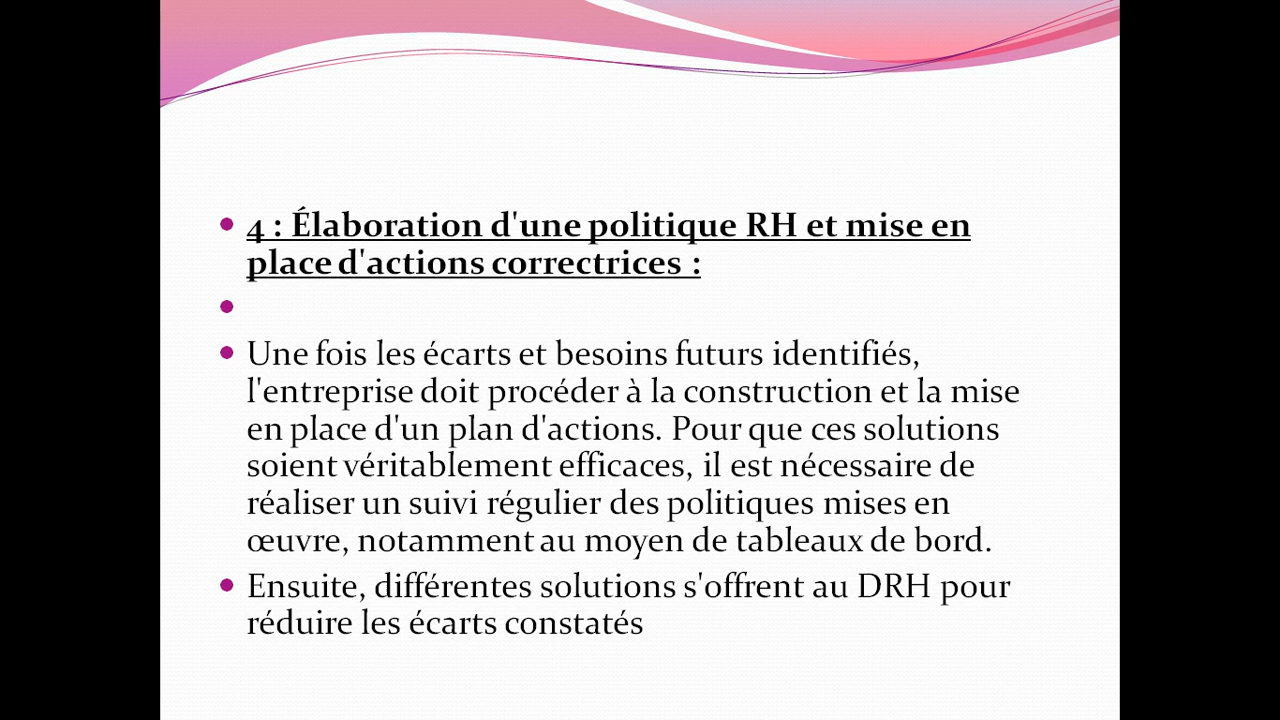 4 : Élaboration d'une politique RH et mise en
place d'actions correctrices :
Une fois les écarts et besoins futurs identifiés,
l'entreprise doit procéder à la construction et la mise
en place d'un plan d'actions. Pour que ces solutions
soient véritablement efficaces, il est nécessaire de
réaliser un suivi régulier des politiques mises en
œuvre, notamment au moyen de tableaux de bord.
Ensuite, différentes solutions s'offrent au DRH pour
réduire les écarts constatés